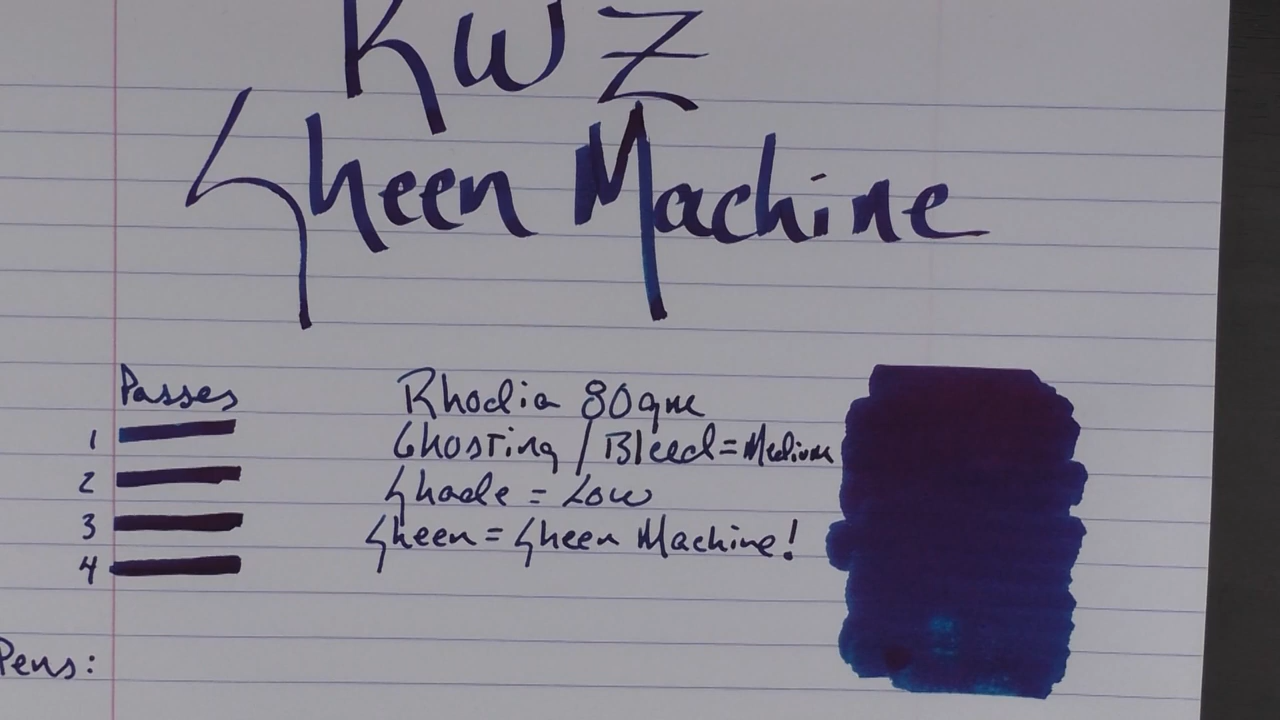 KWZ
Sheen Machine
Passes
1
2
3
4
Rhodia 80gm
Ghosting / Bleed = Medium
Shade = Low
Sheen = Sheen Machine!
Pens: